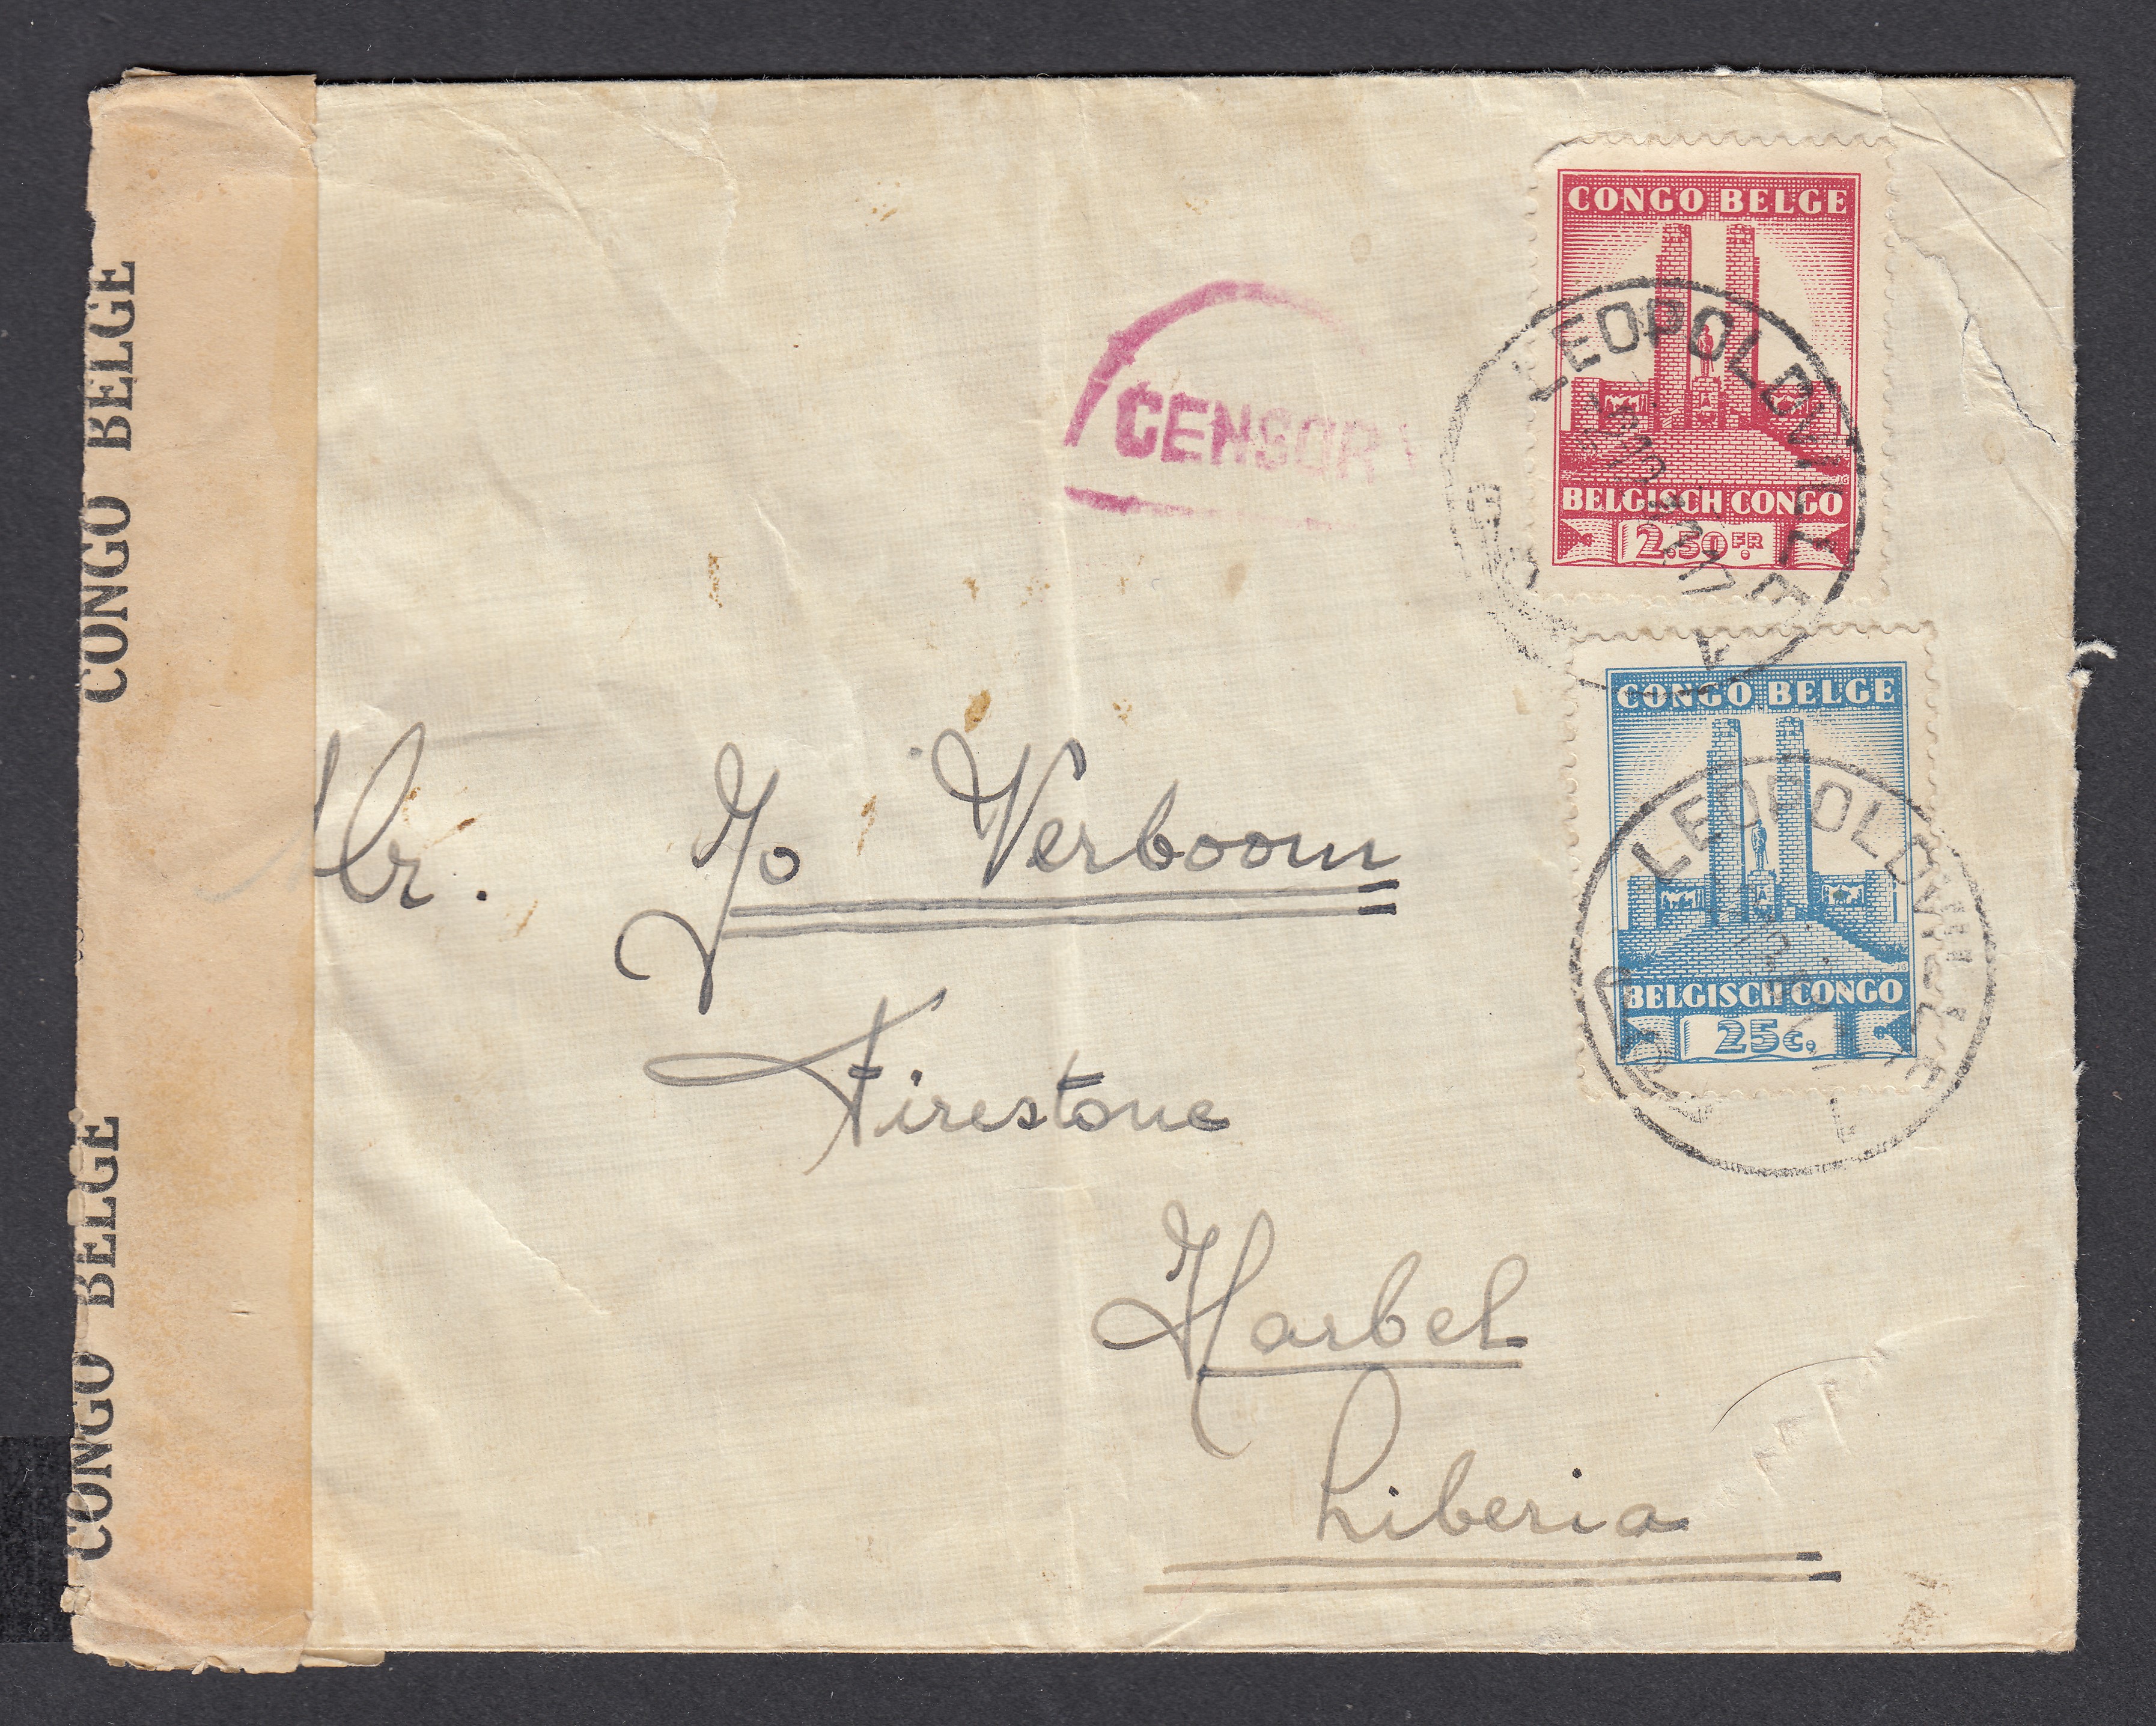 CONGO BELGE
CONGO BELGE
CENSOR
CONGO BELGE
BELGISCH CONGO
2.50 FR.
LEOPOLDVILLE
CONGO BELGE
BELGISCH CONGO
25c.
LEOPOLDVILLE
Mr. Jo Verboom
Firestone
Harbel
Liberia